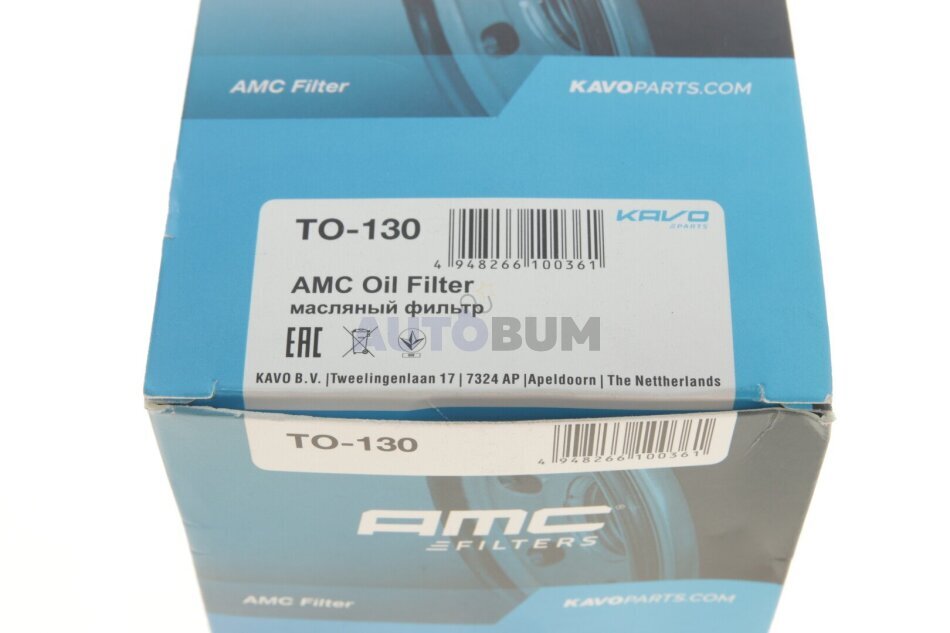 AMC Filter KAVOPARTS.COM
TO-130 KAVO
PARTS
4 948266 100361
AMC Oil Filter
масляный фильтр
AUTOBUM
EAC
KAVO B.V. |Tweelingenlaan 17 | 7324 AP |Apeldoorn | The Nettherlands
TO-130
4 948266 100361
AMC®
FILTERS
AMC Filter KAVOPARTS.COM